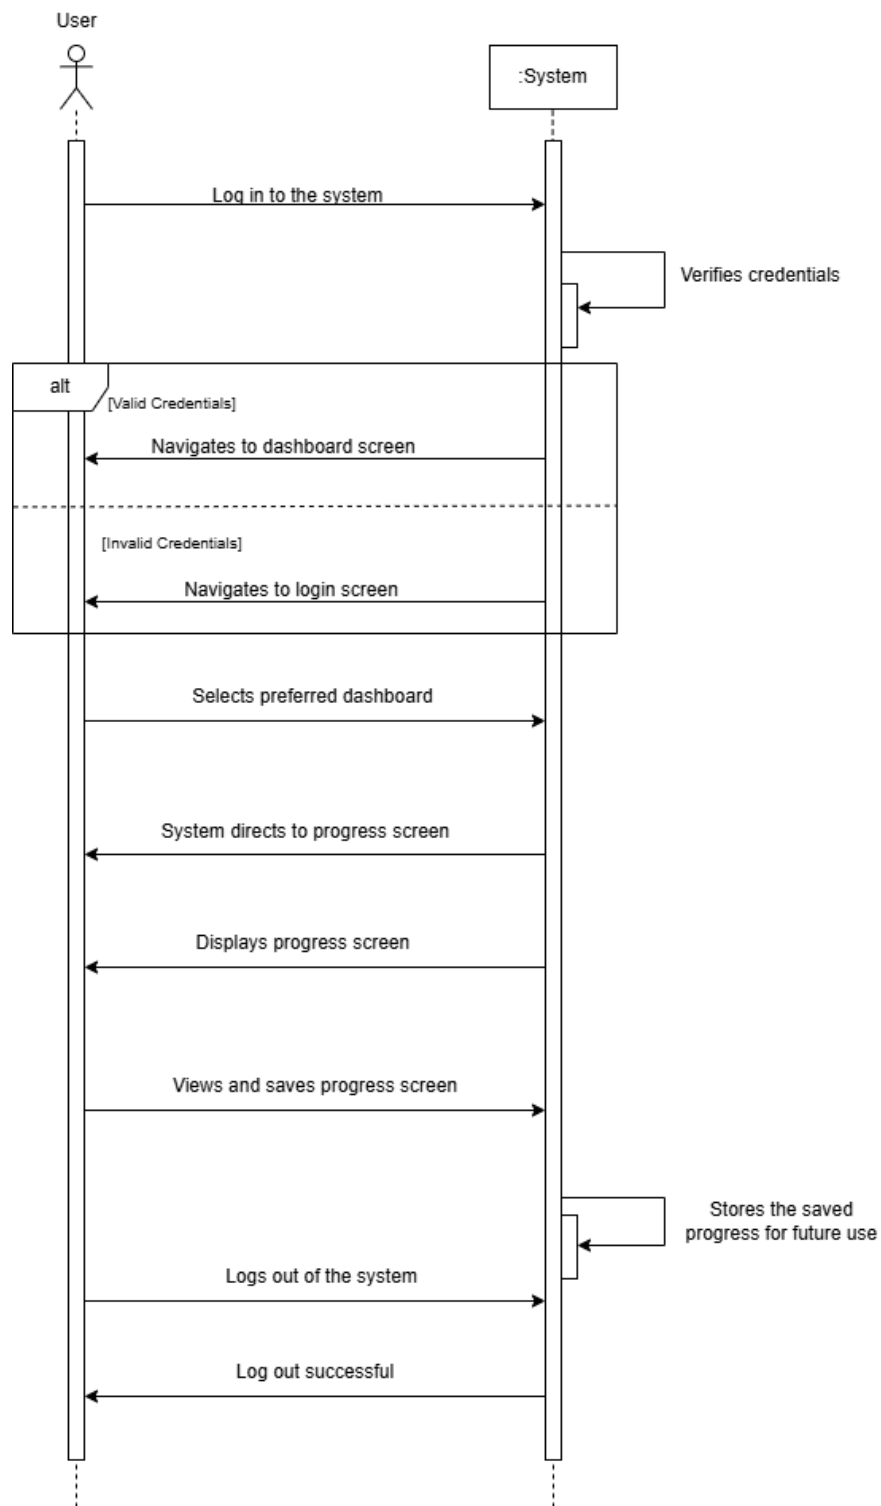 User
:System
Log in to the system
Verifies credentials
alt
[Valid Credentials]
Navigates to dashboard screen
[Invalid Credentials]
Navigates to login screen
Selects preferred dashboard
System directs to progress screen
Displays progress screen
Views and saves progress screen
Stores the saved
progress for future use
Logs out of the system
Log out successful